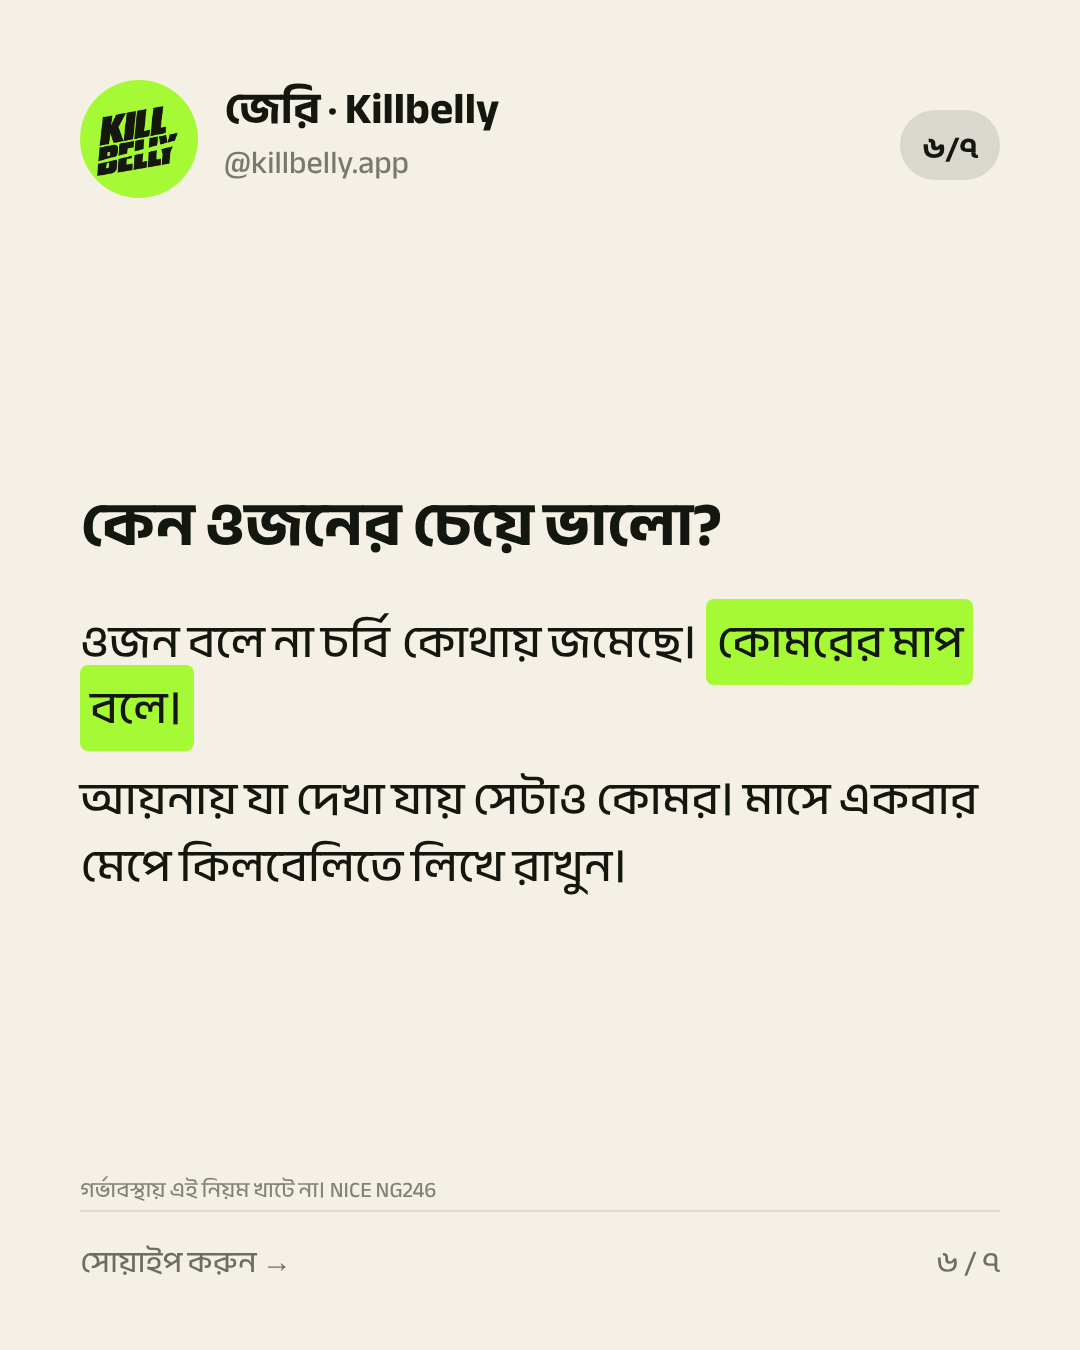 KILL
BELLY
জেরি · Killbelly
@killbelly.app
৬/৭
কেন ওজনের চেয়ে ভালো?
ওজন বলে না চর্বি কোথায় জমেছে। কোমরের মাপ
বলে।
আয়নায় যা দেখা যায় সেটাও কোমর। মাসে একবার
মেপে কিলবেলিতে লিখে রাখুন।
গর্ভাবস্থায় এই নিয়ম খাটে না। NICE NG246
সোয়াইপ করুন →
৬ / ৭